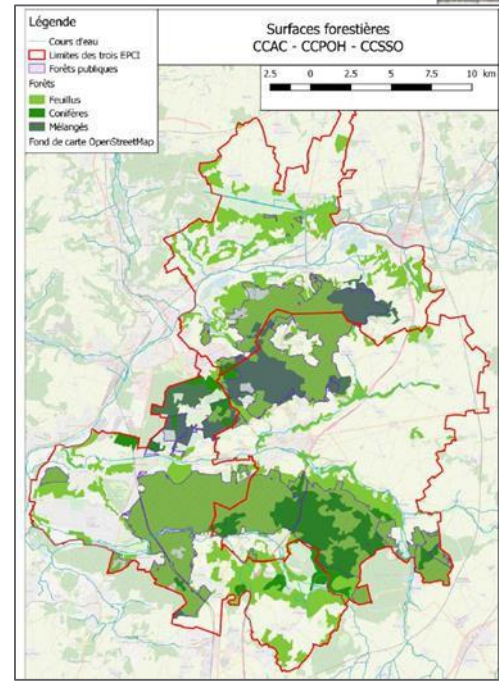 Légende
Cours d'eau
Limites des trois EPCI
Forêts publiques
Forêts
Feuillus
Conifères
Mélangés
Fond de carte OpenStreetMap
Surfaces forestières
CCAC - CCPOH - CCSSO
2.5 0 2.5 5 7.5 10 km